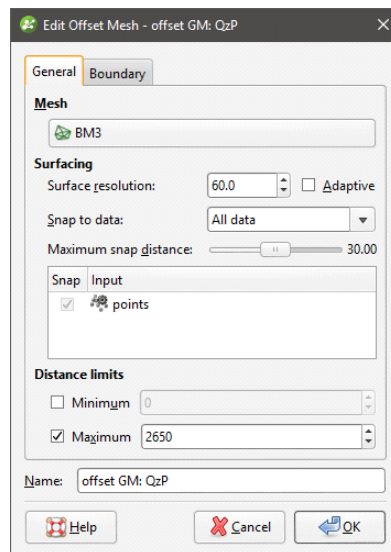 Edit Offset Mesh - offset GM: QzP
General Boundary
Mesh
BM3
Surfacing
Surface resolution: 60.0 Adaptive
Snap to data: All data
Maximum snap distance: 30.00
Snap Input
points
Distance limits
Minimum 0
Maximum 2650
Name: offset GM: QzP
Help Cancel OK